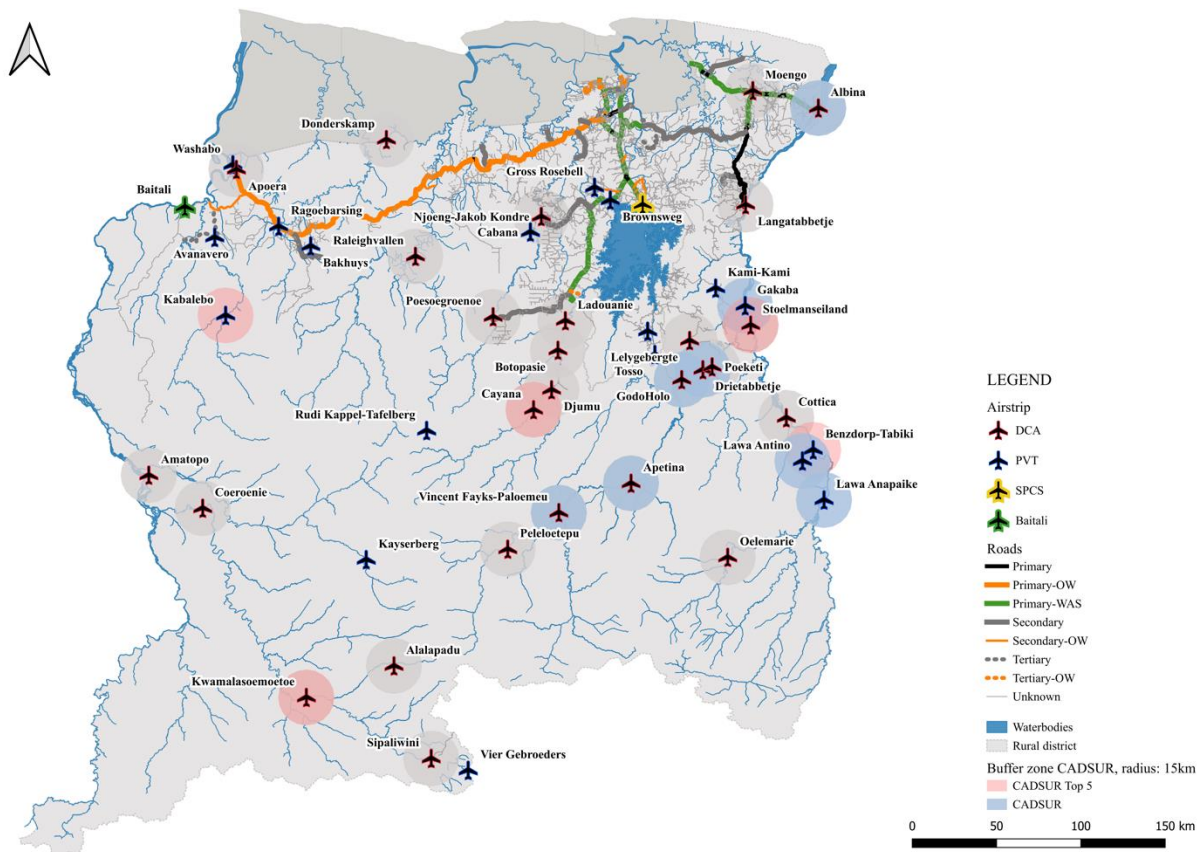 Moengo
Albina
Donderskamp
Washabo
Apoera
Gross Rosebell
Baitali
Ragoebarsing
Njoeng-Jakob Kondre
Brownsweg
Langatabbetje
Cabana
Avanavero
Raleighvallen
Bakhuys
Kami-Kami
Gakaba
Kabalebo
Poesoegroenoe
Ladouanie
Stoelmanseiland
Botopasie
Lelygebergte
Tosso
Poeketi
Cayana
Djumu
GodoHolo
Drietabbetje
Cottica
Rudi Kappel-Tafelberg
Benzdorp-Tabiki
Lawa Antino
Amatopo
Apetina
Coeroenie
Vincent Fayks-Paloemeu
Lawa Anapaike
Peleloetepu
Oelemarie
Kayserberg
Alalapadu
Kwamalasoemoetoe
Sipaliwini
Vier Gebroeders
LEGEND
Airstrip
DCA
PVT
SPCS
Baitali
Roads
Primary
Primary-OW
Primary-WAS
Secondary
Secondary-OW
Tertiary
Tertiary-OW
Unknown
Waterbodies
Rural district
Buffer zone CADSUR, radius: 15km
CADSUR Top 5
CADSUR
0 50 100 150 km